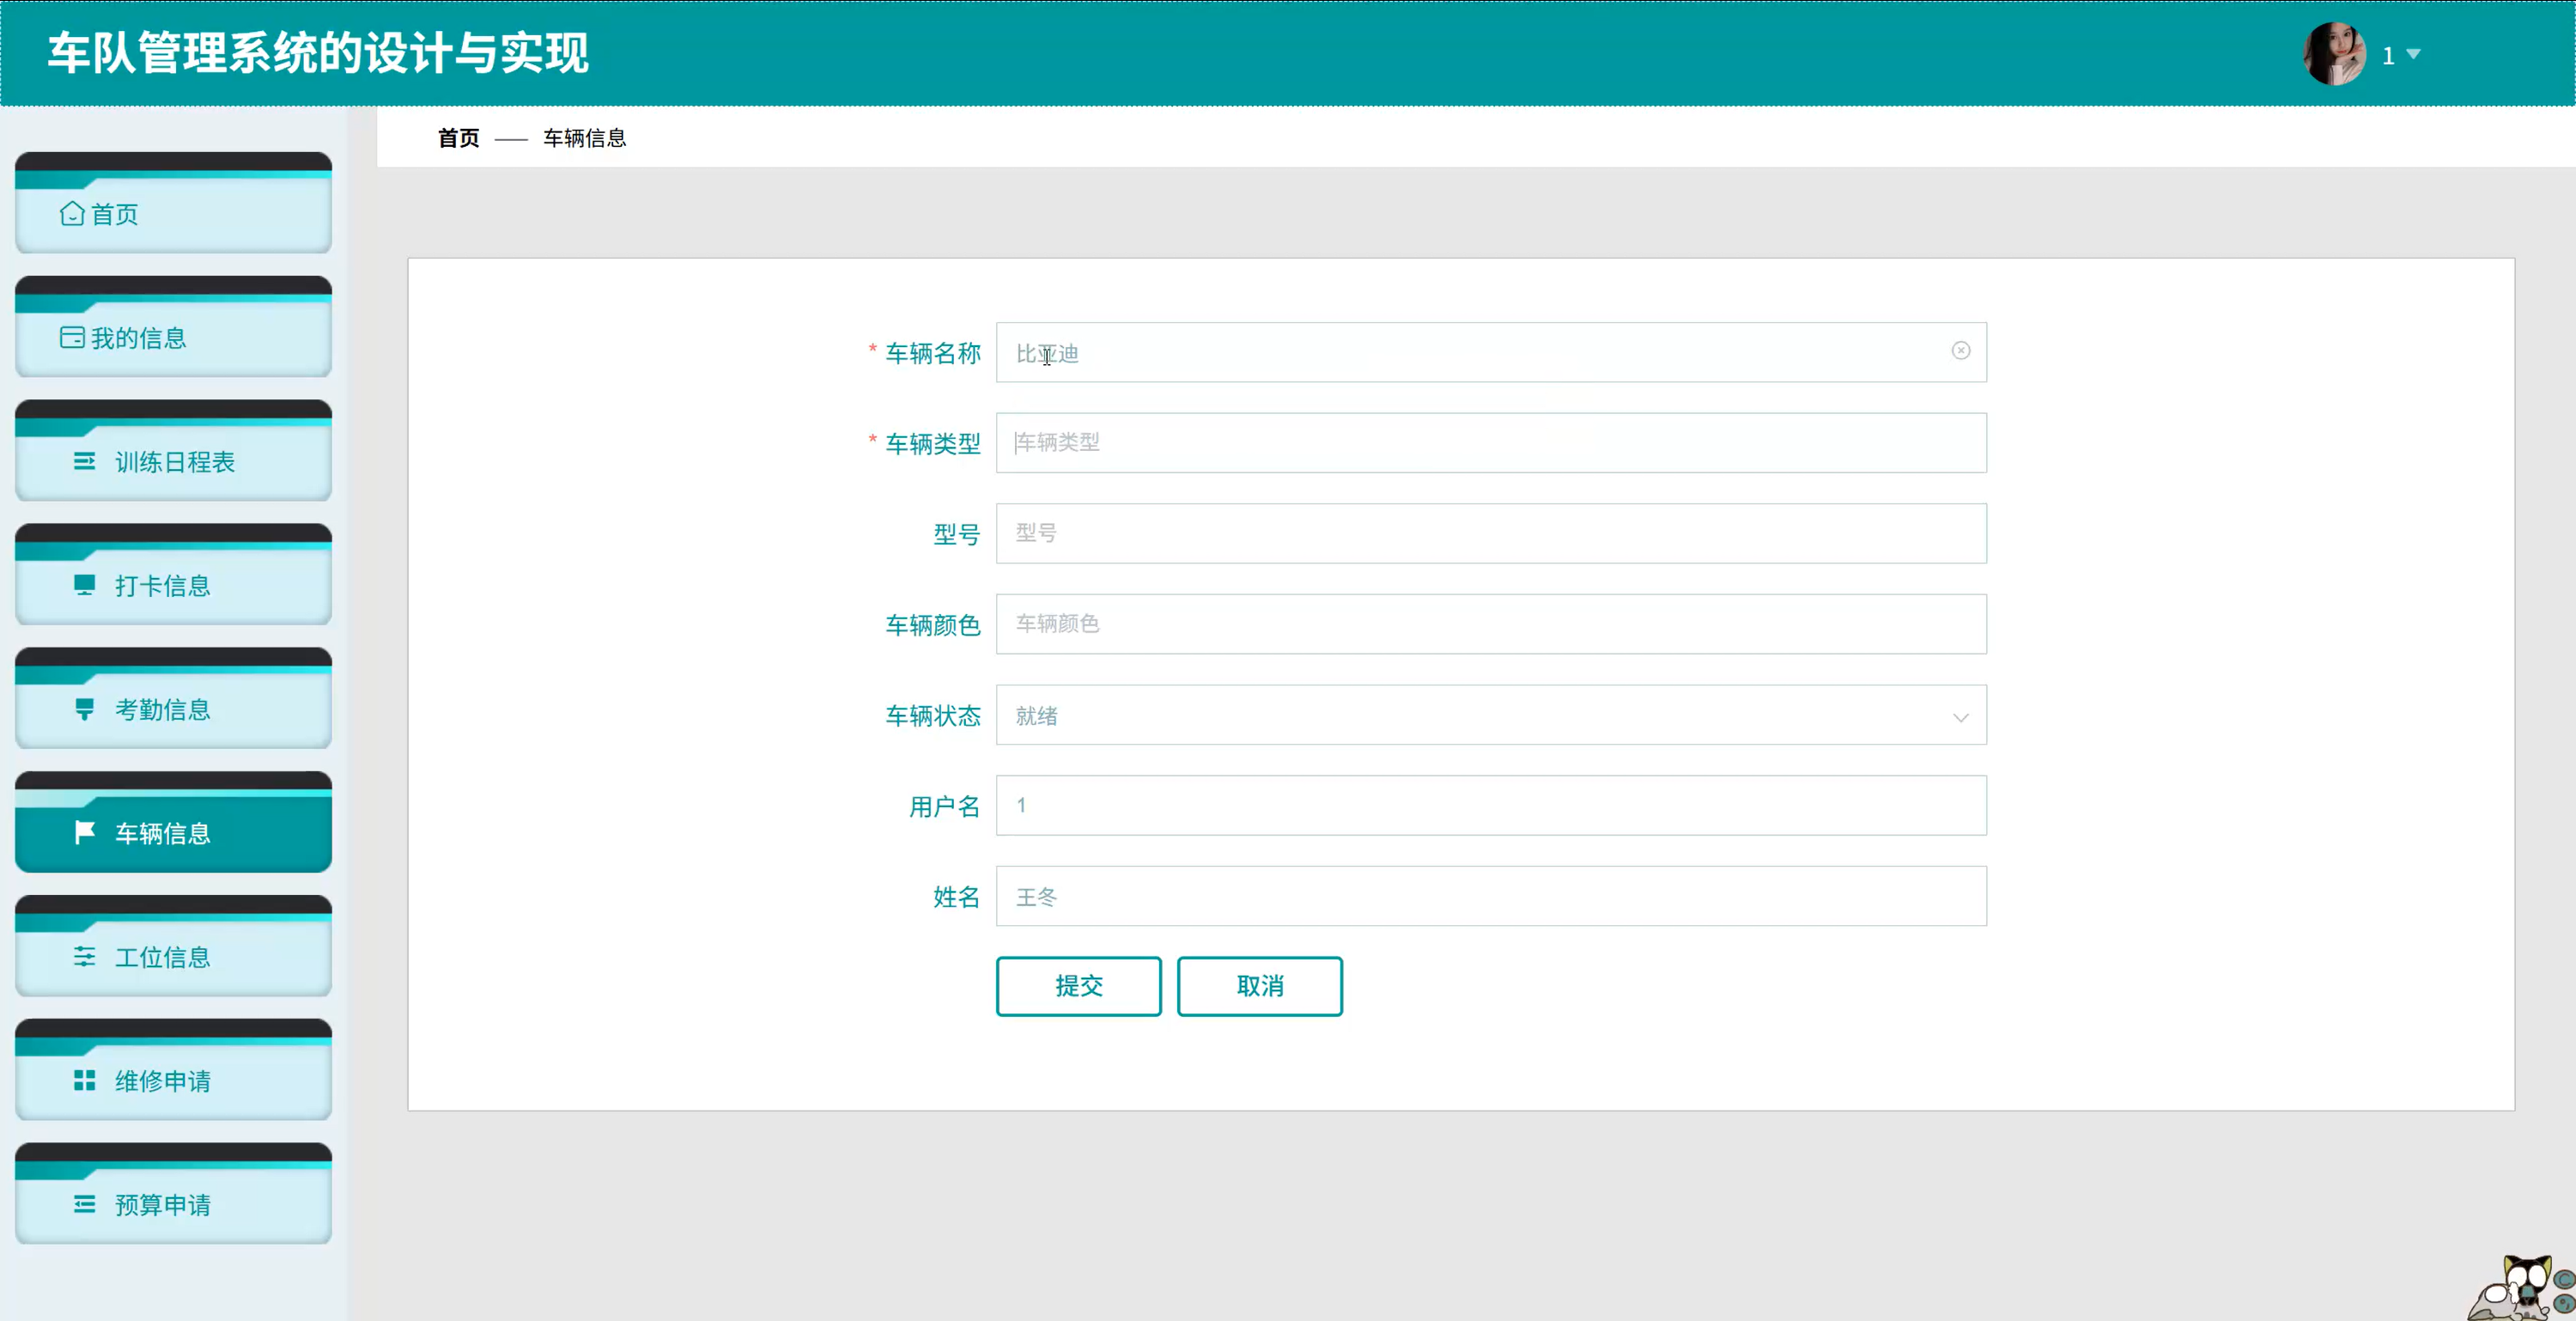 车队管理系统的设计与实现
1
首页 —— 车辆信息
首页
我的信息
训练日程表
打卡信息
考勤信息
车辆信息
工位信息
维修申请
预算申请
* 车辆名称 比亚迪
* 车辆类型 车辆类型
型号 型号
车辆颜色 车辆颜色
车辆状态 就绪
用户名 1
姓名 王冬
提交 取消